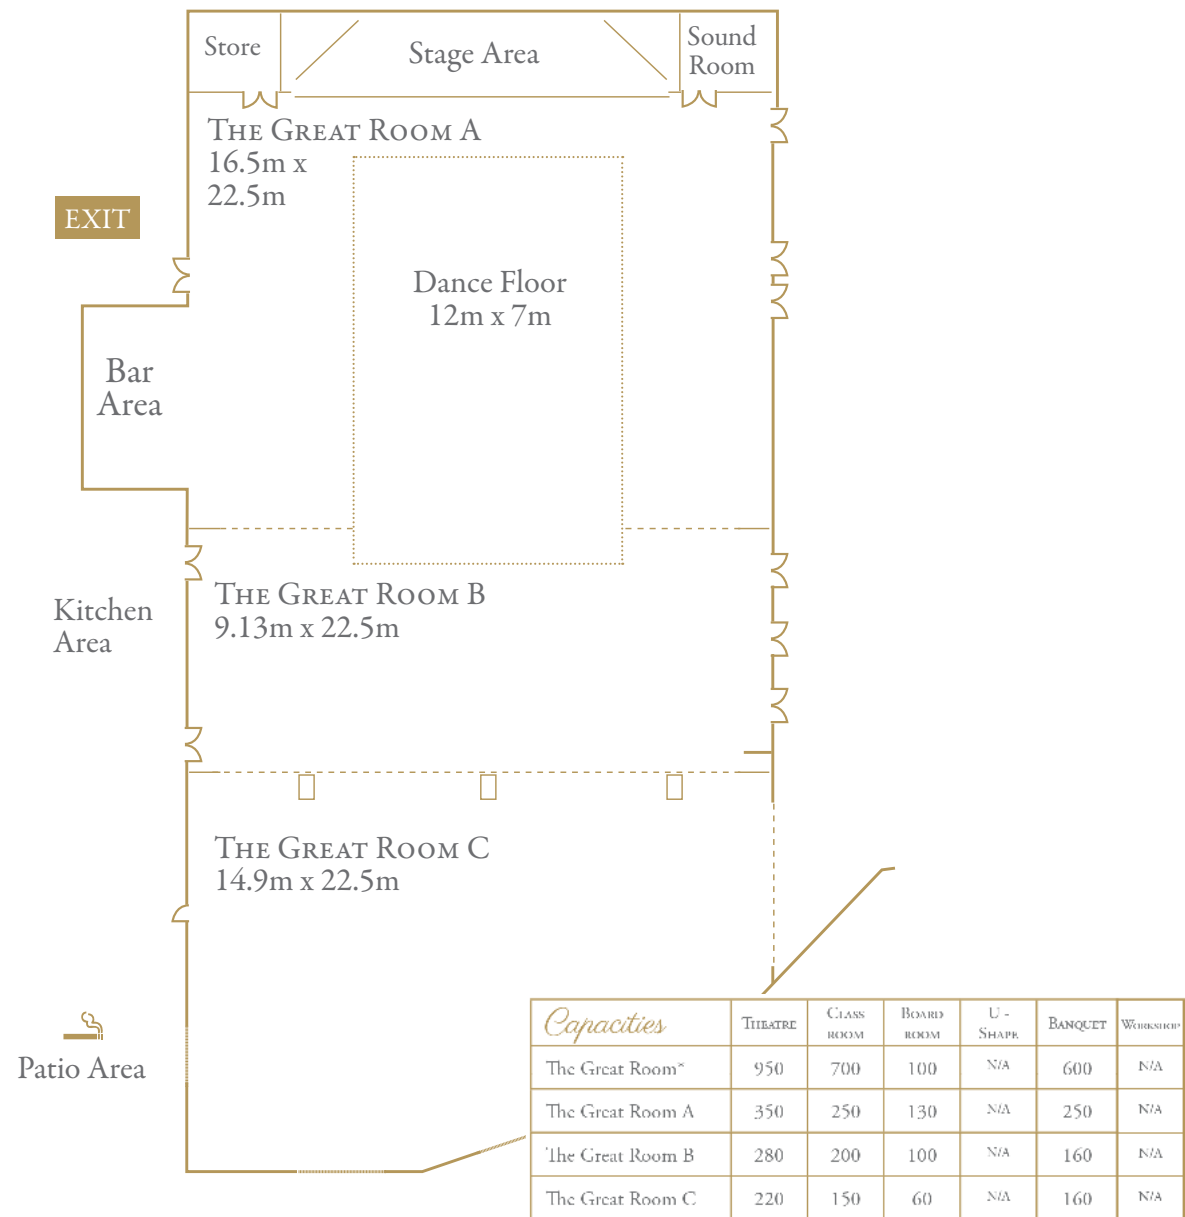 Store
Stage Area
Sound
Room
The Great Room A
16.5m x
22.5m
EXIT
Dance Floor
12m x 7m
Bar
Area
The Great Room B
9.13m x 22.5m
Kitchen
Area
The Great Room C
14.9m x 22.5m
Patio Area
Capacities Theatre Class room Board room U - Shape Banquet Workshop
The Great Room* 950 700 100 N/A 600 N/A
The Great Room A 350 250 130 N/A 250 N/A
The Great Room B 280 200 100 N/A 160 N/A
The Great Room C 220 150 60 N/A 160 N/A